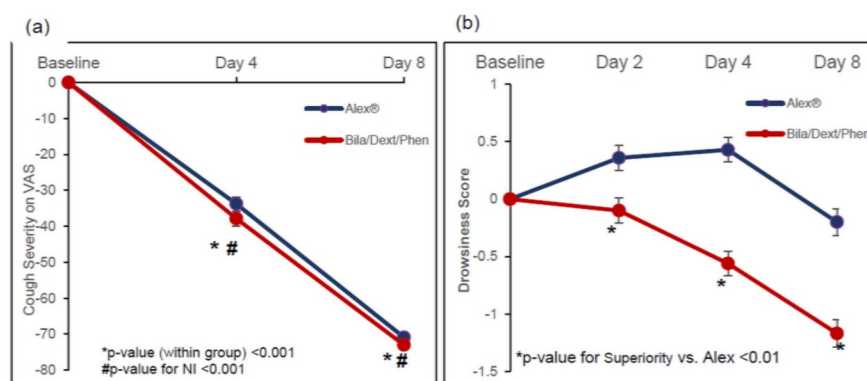 (a)
Baseline Day 4 Day 8
0
-10
-20
-30
-40
-50
-60
-70
-80
Cough Severity on VAS
Alex®
Bila/Dext/Phen
* #
* #
*p-value (within group) <0.001
#p-value for NI <0.001
(b)
Baseline Day 2 Day 4 Day 8
1
0.5
0
-0.5
-1
-1.5
Drowsiness Score
Alex®
Bila/Dext/Phen
*
*
*
*p-value for Superiority vs. Alex <0.01